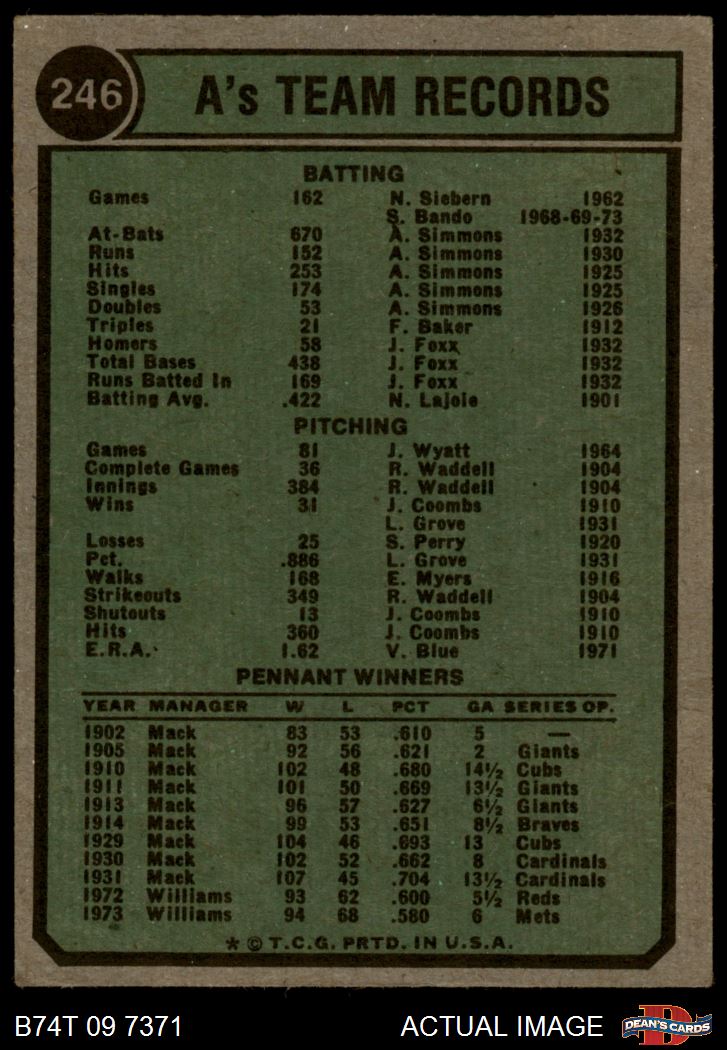 246 A's TEAM RECORDS
BATTING
Games 162 N. Siebern 1962
S. Bando 1968-69-73
At-Bats 670 A. Simmons 1932
Runs 152 A. Simmons 1930
Hits 253 A. Simmons 1925
Singles 174 A. Simmons 1925
Doubles 53 A. Simmons 1926
Triples 21 F. Baker 1912
Homers 58 J. Foxx 1932
Total Bases 438 J. Foxx 1932
Runs Batted In 169 J. Foxx 1932
Batting Avg. .422 N. Lajoie 1901
PITCHING
Games 81 J. Wyatt 1964
Complete Games 36 R. Waddell 1904
Innings 384 R. Waddell 1904
Wins 31 J. Coombs 1910
L. Grove 1931
Losses 25 S. Perry 1920
Pct. .886 L. Grove 1931
Walks 168 E. Myers 1916
Strikeouts 349 R. Waddell 1904
Shutouts 13 J. Coombs 1910
Hits 360 J. Coombs 1910
E.R.A. 1.62 V. Blue 1971
PENNANT WINNERS
YEAR MANAGER W L PCT GA SERIES OP.
1902 Mack 83 53 .610 5 —
1905 Mack 92 56 .621 2 Giants
1910 Mack 102 48 .680 14½ Cubs
1911 Mack 101 50 .669 13½ Giants
1913 Mack 96 57 .627 6½ Giants
1914 Mack 99 53 .651 8½ Braves
1929 Mack 104 46 .693 13 Cubs
1930 Mack 102 52 .662 8 Cardinals
1931 Mack 107 45 .704 13½ Cardinals
1972 Williams 93 62 .600 5½ Reds
1973 Williams 94 68 .580 6 Mets
* © T.C.G. PRTD. IN U.S.A.
B74T 09 7371 ACTUAL IMAGE D DEAN'S CARDS